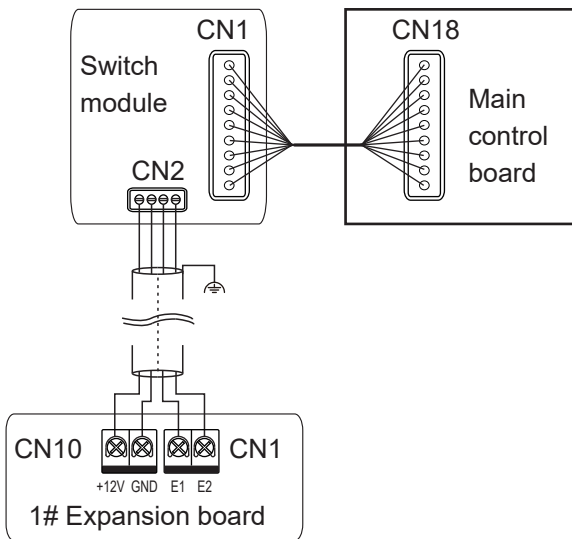 CN1
CN18
Switch
module
Main
control
board
CN2
CN10
CN1
+12V GND E1 E2
1# Expansion board